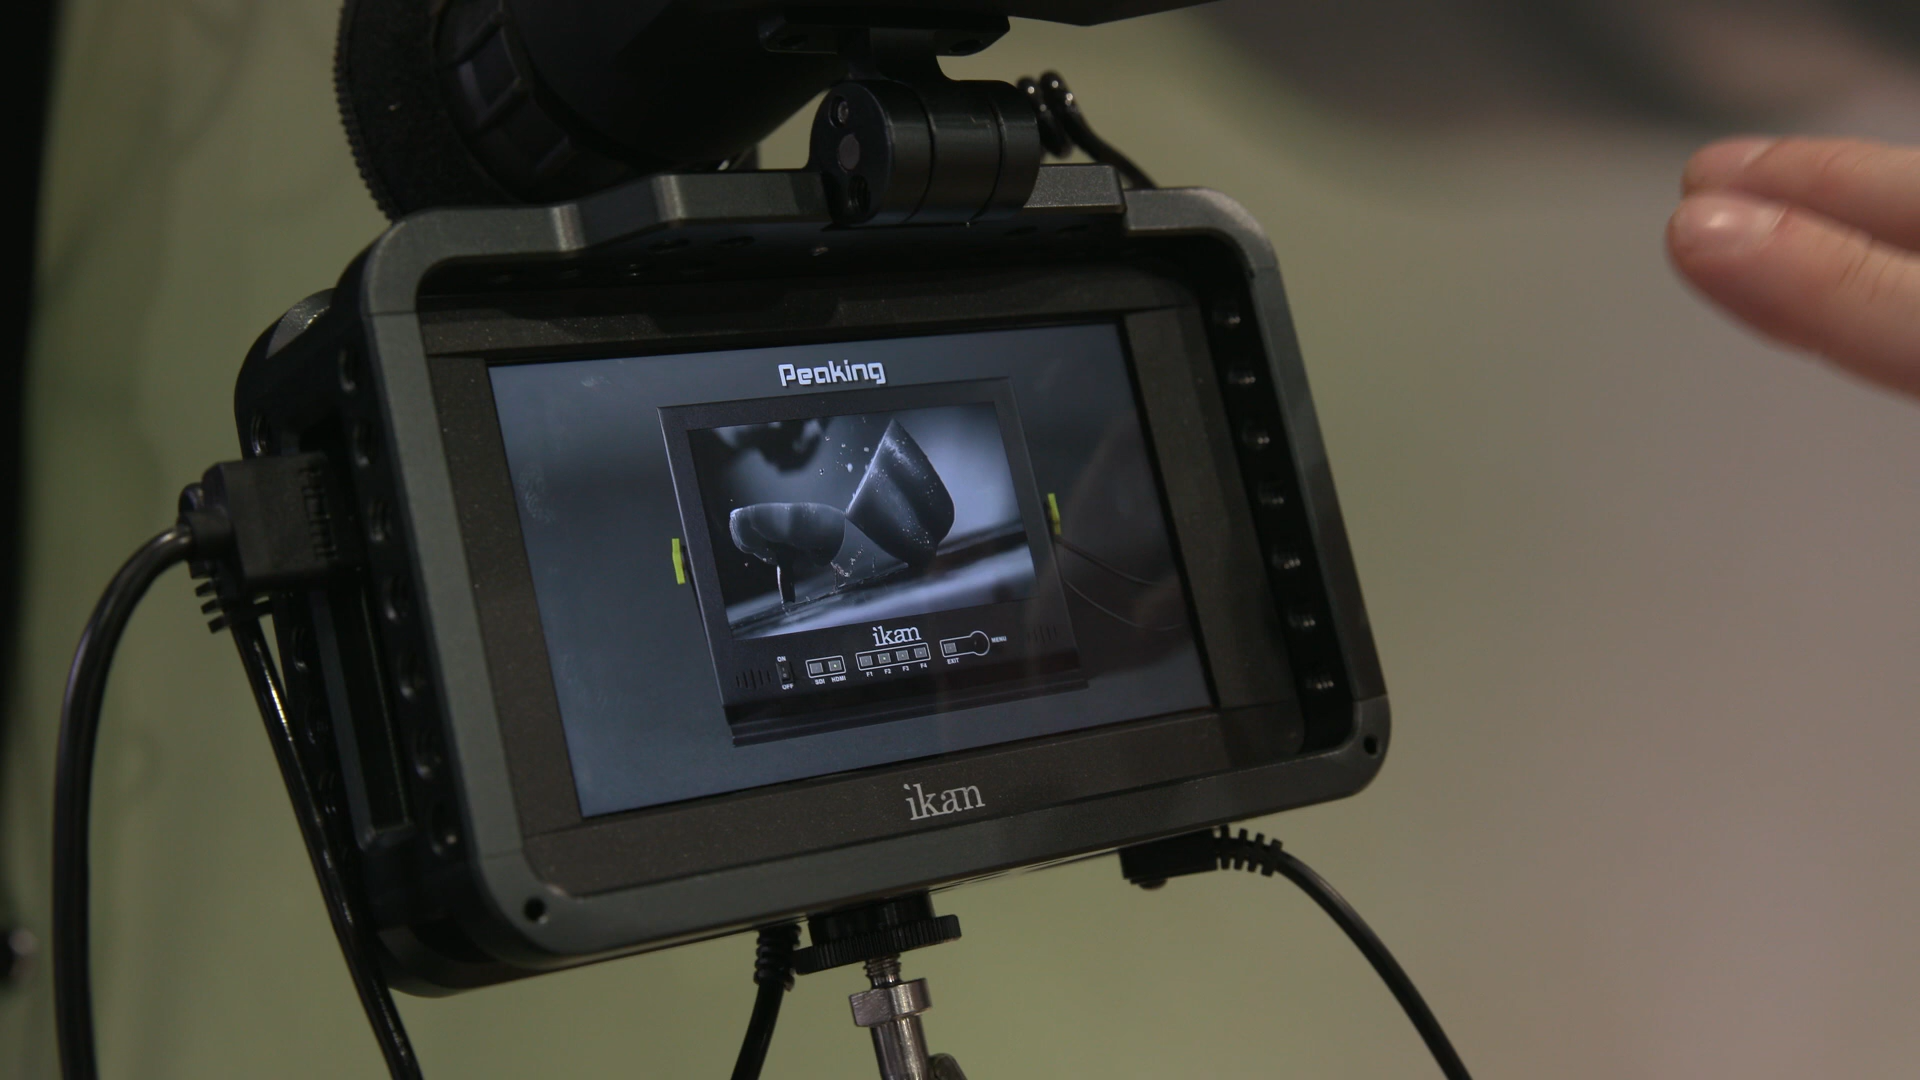 Peaking
ikan
ON
OFF
SDI HDMI
F1 F2 F3 F4
EXIT
MENU
ikan